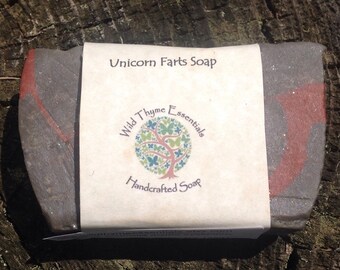 Unicorn Farts Soap
Wild Thyme Essentials
Handcrafted Soap